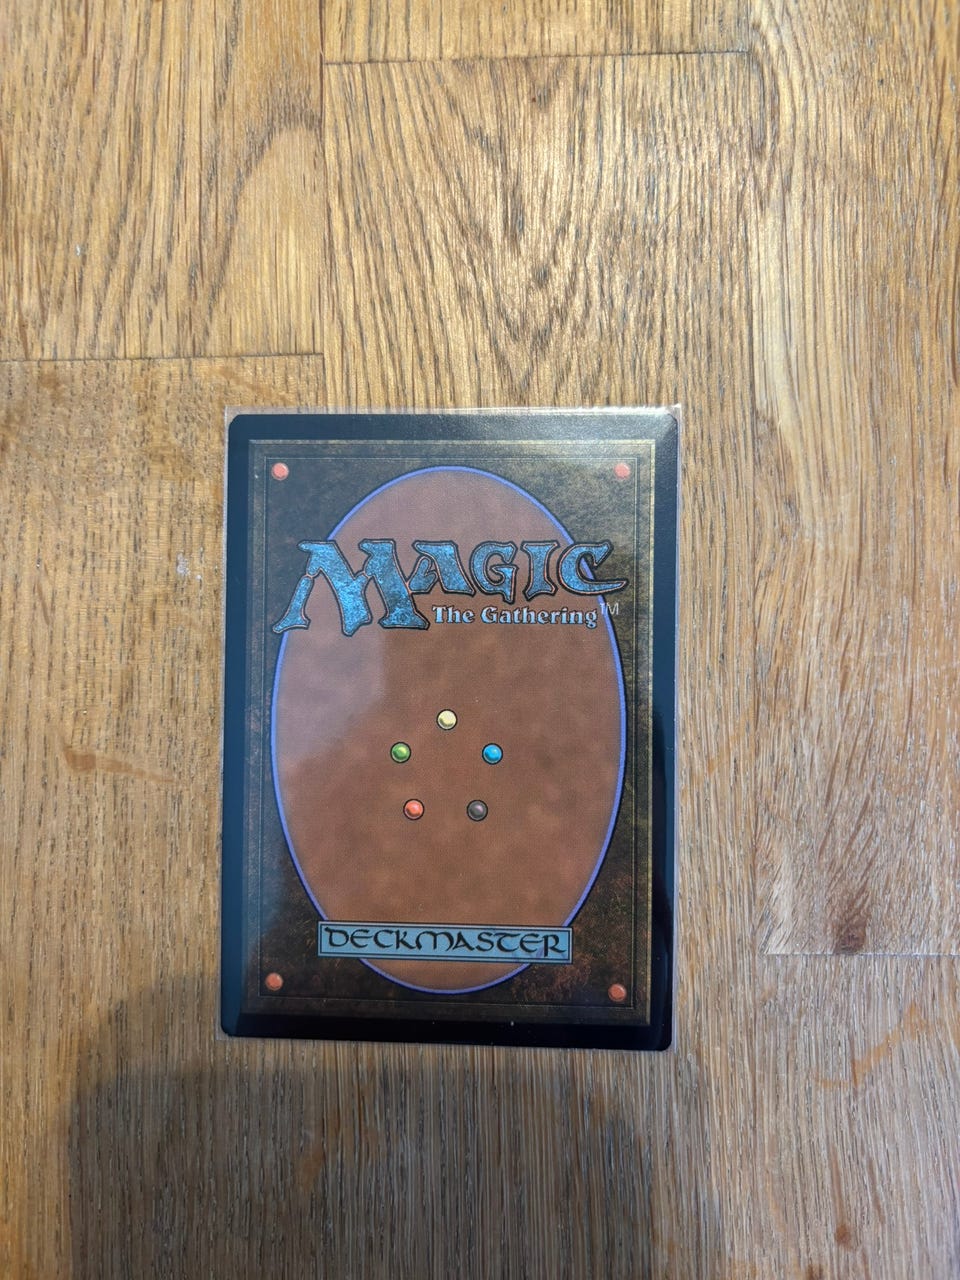 MAGIC
The Gathering™
DECKMASTER